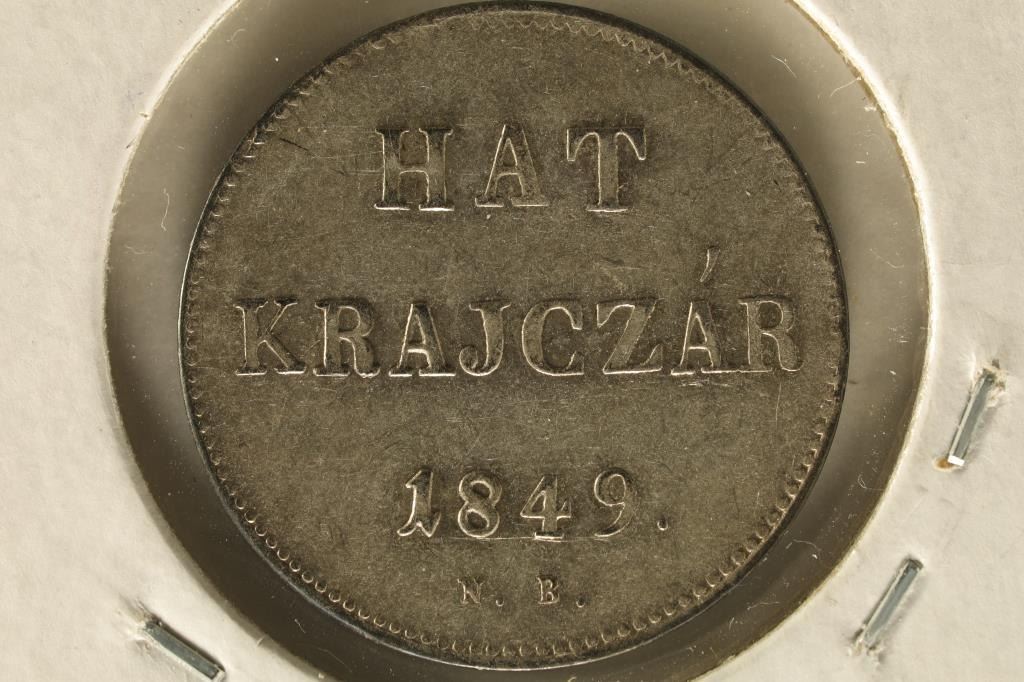 HAT
KRAJCZÁR
1849.
N. B.